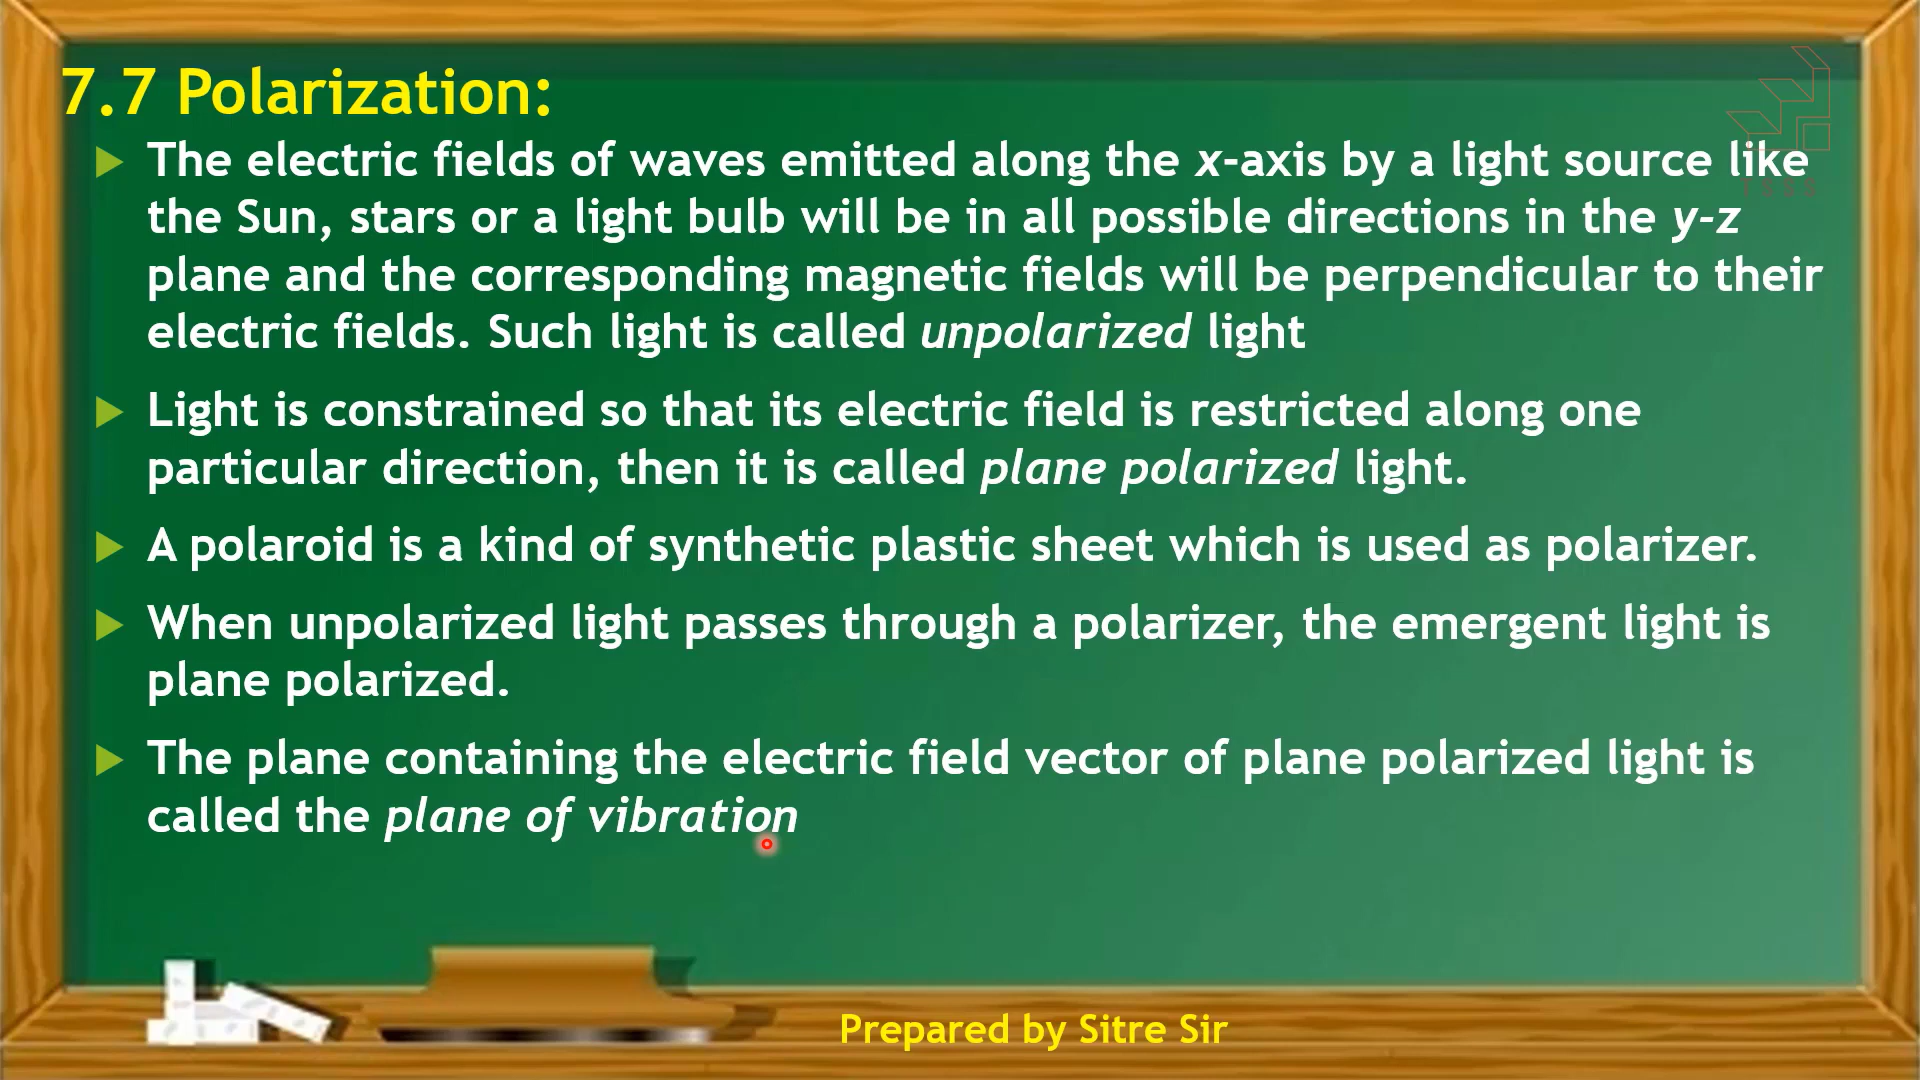 7.7 Polarization:
The electric fields of waves emitted along the x-axis by a light source like
the Sun, stars or a light bulb will be in all possible directions in the y-z
plane and the corresponding magnetic fields will be perpendicular to their
electric fields. Such light is called unpolarized light
Light is constrained so that its electric field is restricted along one
particular direction, then it is called plane polarized light.
A polaroid is a kind of synthetic plastic sheet which is used as polarizer.
When unpolarized light passes through a polarizer, the emergent light is
plane polarized.
The plane containing the electric field vector of plane polarized light is
called the plane of vibration
Prepared by Sitre Sir